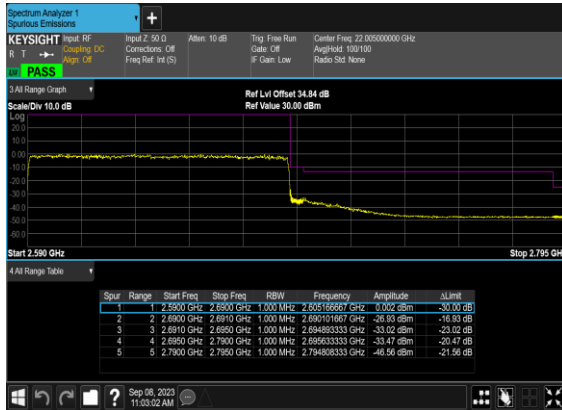 Spectrum Analyzer 1
Spurious Emissions
+
KEYSIGHT Input: RF
R T Coupling: DC
Align: Off
LW PASS
Input Z: 50 Ω
Corrections: Off
Freq Ref: Int (S)
Atten: 10 dB
Trig: Free Run
Gate: Off
IF Gain: Low
Center Freq: 22.005000000 GHz
Avg|Hold: 100/100
Radio Std: None
3 All Range Graph
Scale/Div 10.0 dB
Ref Lvl Offset 34.84 dB
Ref Value 30.00 dBm
Log
20.0
10.0
0.00
-10.0
-20.0
-30.0
-40.0
-50.0
-60.0
Start 2.590 GHz
Stop 2.795 GH
4 All Range Table
Spur Range Start Freq Stop Freq RBW Frequency Amplitude ΔLimit
1 1 2.5900 GHz 2.6900 GHz 1.000 MHz 2.605166667 GHz 0.002 dBm -30.00 dB
2 2 2.6900 GHz 2.6910 GHz 1.000 MHz 2.690101667 GHz -26.93 dBm -16.93 dB
3 3 2.6910 GHz 2.6950 GHz 1.000 MHz 2.694893333 GHz -33.02 dBm -23.02 dB
4 4 2.6950 GHz 2.7900 GHz 1.000 MHz 2.695633333 GHz -33.47 dBm -20.47 dB
5 5 2.7900 GHz 2.7950 GHz 1.000 MHz 2.794808333 GHz -46.56 dBm -21.56 dB
?
Sep 08, 2023
11:03:02 AM